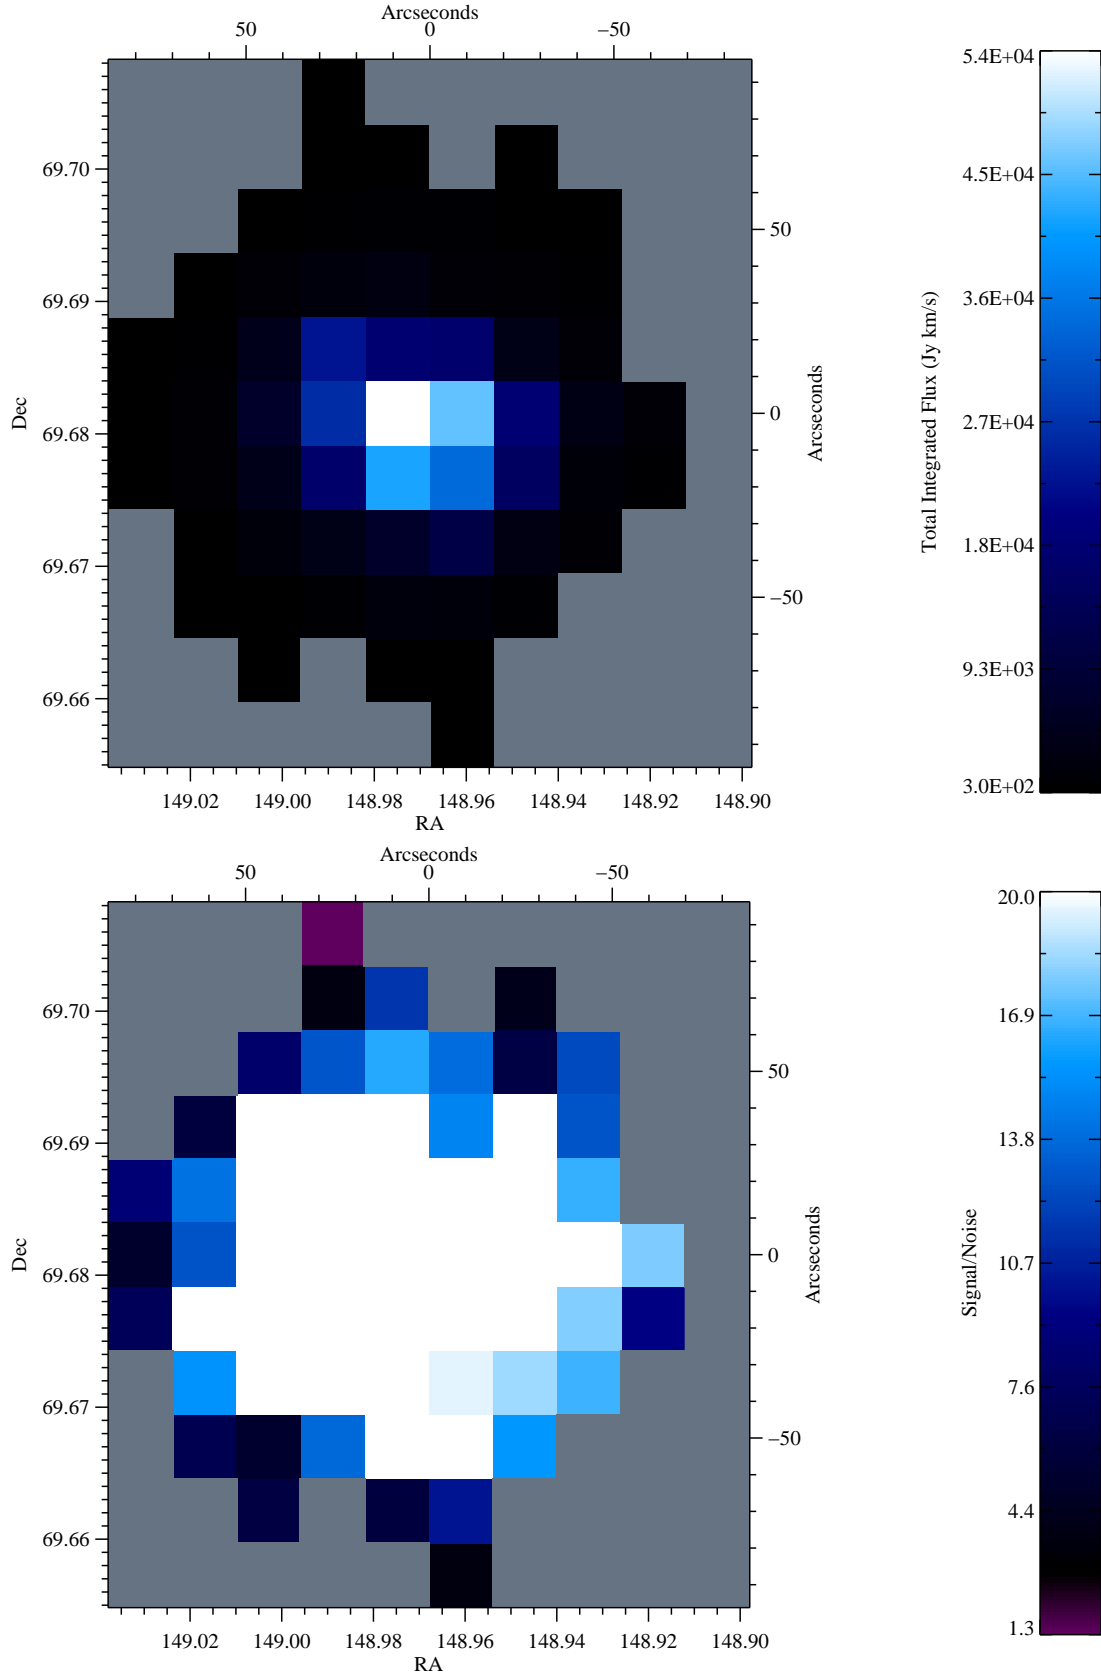 Arcseconds
50 0 −50
69.70
69.69
69.68
69.67
69.66
Dec
50
0
−50
Arcseconds
149.02 149.00 148.98 148.96 148.94 148.92 148.90
RA
5.4E+04
4.5E+04
3.6E+04
2.7E+04
1.8E+04
9.3E+03
3.0E+02
Total Integrated Flux (Jy km/s)
Arcseconds
50 0 −50
69.70
69.69
69.68
69.67
69.66
Dec
50
0
−50
Arcseconds
149.02 149.00 148.98 148.96 148.94 148.92 148.90
RA
20.0
16.9
13.8
10.7
7.6
4.4
1.3
Signal/Noise